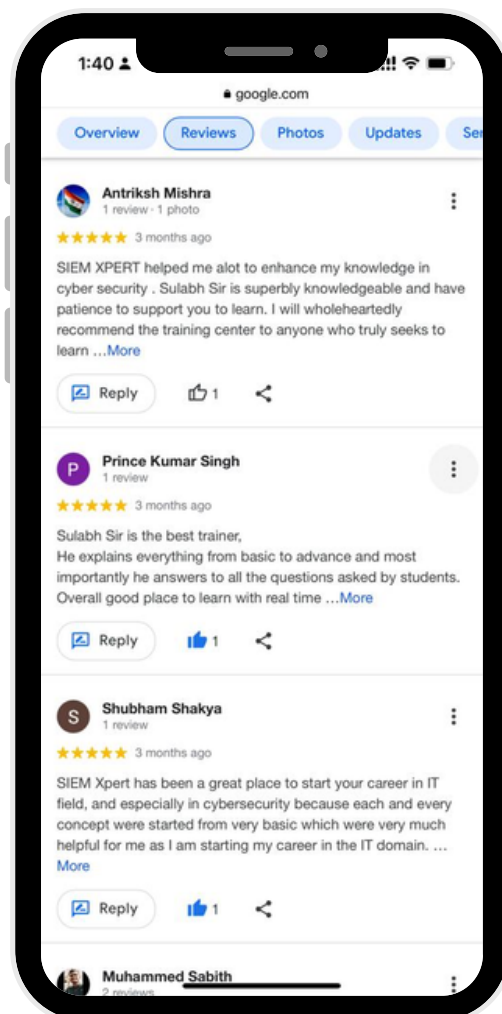 1:40
google.com
Overview Reviews Photos Updates Ser
Antriksh Mishra
1 review · 1 photo
3 months ago
SIEM XPERT helped me alot to enhance my knowledge in
cyber security . Sulabh Sir is superbly knowledgeable and have
patience to support you to learn. I will wholeheartedly
recommend the training center to anyone who truly seeks to
learn ...More
Reply 1
P
Prince Kumar Singh
1 review
3 months ago
Sulabh Sir is the best trainer,
He explains everything from basic to advance and most
importantly he answers to all the questions asked by students.
Overall good place to learn with real time ...More
Reply 1
S
Shubham Shakya
1 review
3 months ago
SIEM Xpert has been a great place to start your career in IT
field, and especially in cybersecurity because each and every
concept were started from very basic which were very much
helpful for me as I am starting my career in the IT domain. ...
More
Reply 1
Muhammed Sabith
2 reviews